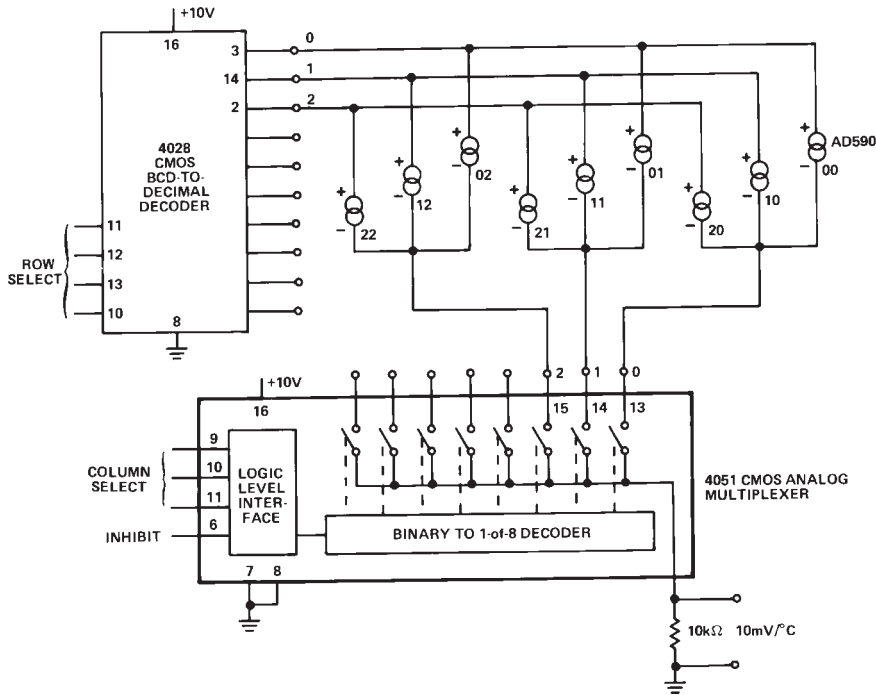 +10V
16
3
0
14
1
2
2
4028
CMOS
BCD-TO-
DECIMAL
DECODER
11
12
13
10
ROW
SELECT
8
+
−
22
+
−
12
+
−
02
+
−
21
+
−
11
+
−
01
+
−
20
+
−
10
+
−
00
AD590
+10V
16
2
1
0
15
14
13
9
10
11
6
COLUMN
SELECT
INHIBIT
LOGIC
LEVEL
INTER-
FACE
BINARY TO 1-of-8 DECODER
4051 CMOS ANALOG
MULTIPLEXER
7
8
10kΩ
10mV/°C